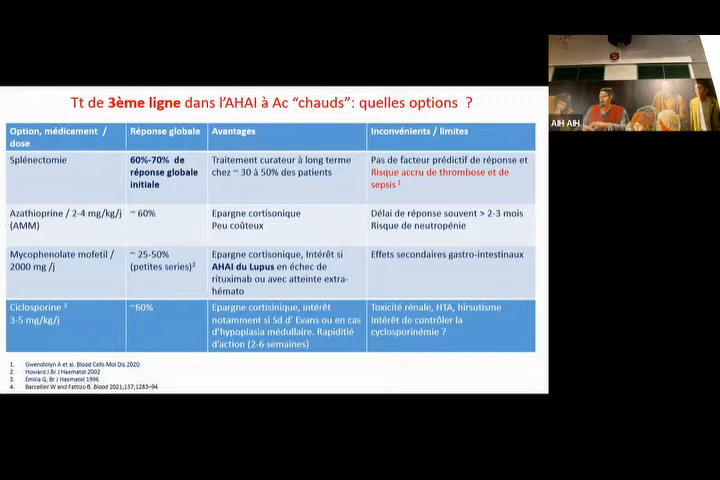 Tt de 3ème ligne dans l'AHAI à Ac "chauds": quelles options ?
Option, médicament /
dose
Réponse globale
Avantages
Inconvénients / limites
Splénectomie
60%-70% de
réponse globale
initiale
Traitement curateur à long terme
chez ~ 30 à 50% des patients
Pas de facteur prédictif de réponse et
Risque accru de thrombose et de
sepsis 1
Azathioprine / 2-4 mg/kg/j
(AMM)
~ 60%
Epargne cortisonique
Peu coûteux
Délai de réponse souvent > 2-3 mois
Risque de neutropénie
Mycophenolate mofetil /
2000 mg /j
~ 25-50%
(petites series)2
Epargne cortisonique, Intérêt si
AHAI du Lupus en échec de
rituximab ou avec atteinte extra-
hémato
Effets secondaires gastro-intestinaux
Ciclosporine 3
3-5 mg/kg/j
~60%
Epargne cortisinique, intérêt
notamment si Sd d' Evans ou en cas
d'hypoplasia médullaire. Rapiditié
d'action (2-6 semaines)
Toxicité rénale, HTA, hirsutisme
Intérêt de contrôler la
cyclosporinémie ?
1. Gwendlolyn A et al. Blood Cells Mol Dis 2020
2. Howard J Br J Haematol 2002
3. Emilia G, Br J Haematol 1996
4. Barcellini W and Fattizo B. Blood 2021;137;1283–94
AIH AIH